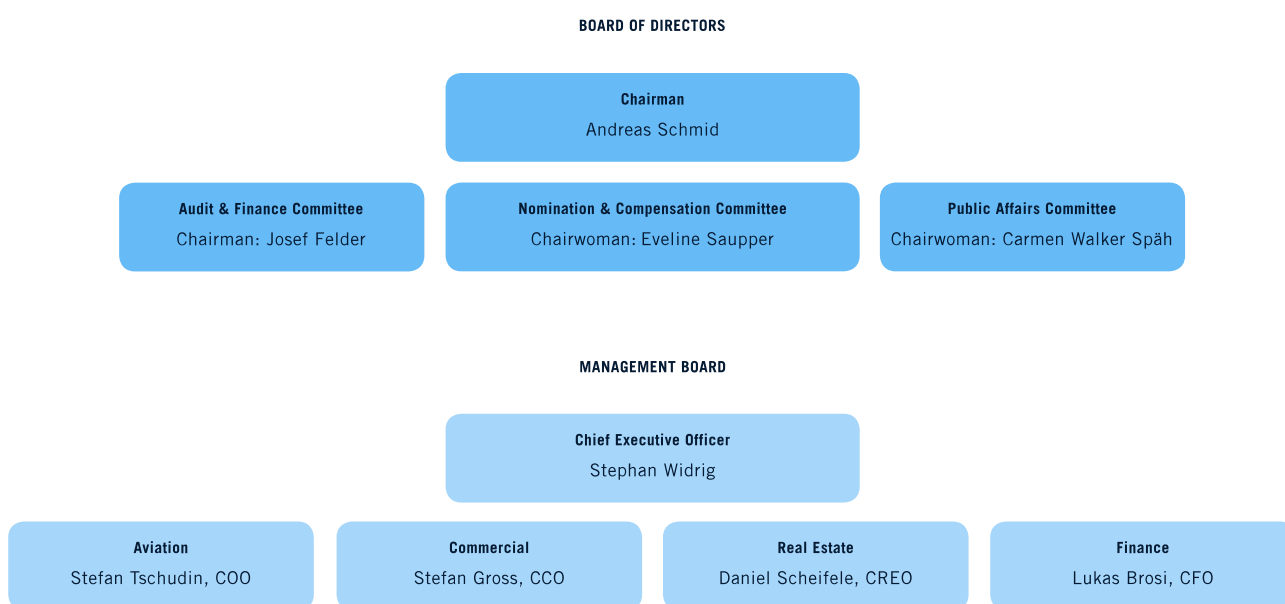 BOARD OF DIRECTORS
Chairman
Andreas Schmid
Audit & Finance Committee
Chairman: Josef Felder
Nomination & Compensation Committee
Chairwoman: Eveline Saupper
Public Affairs Committee
Chairwoman: Carmen Walker Späh
MANAGEMENT BOARD
Chief Executive Officer
Stephan Widrig
Aviation
Stefan Tschudin, COO
Commercial
Stefan Gross, CCO
Real Estate
Daniel Scheifele, CREO
Finance
Lukas Brosi, CFO